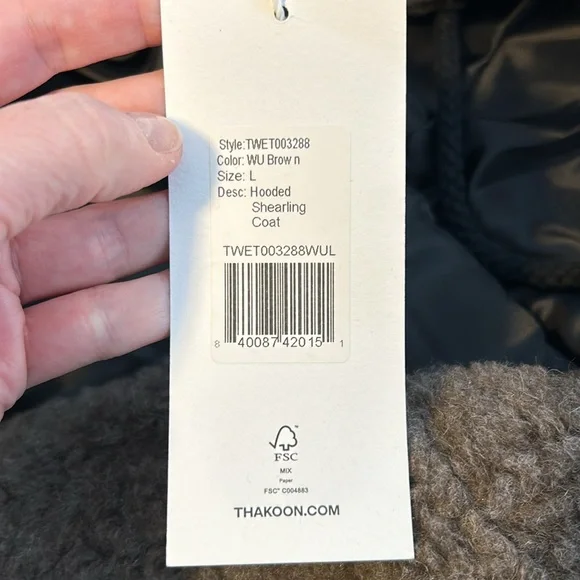 Style:TWET003288
Color: WU Brown
Size: L
Desc: Hooded
Shearling
Coat
TWET003288WUL
8 40087 42015 1
FSC
MIX
Paper
FSC® C004883
THAKOON.COM